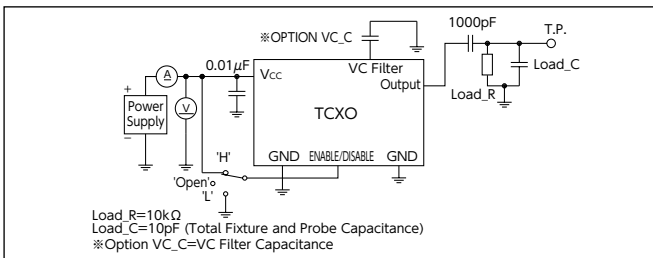 ※OPTION VC_C
1000pF
T.P.
0.01μF
A
VCC
VC Filter
Output
Load_C
Load_R
+
Power
Supply
−
V
TCXO
GND
ENABLE/DISABLE
GND
'H'
'Open'
'L'
Load_R=10kΩ
Load_C=10pF (Total Fixture and Probe Capacitance)
※Option VC_C=VC Filter Capacitance